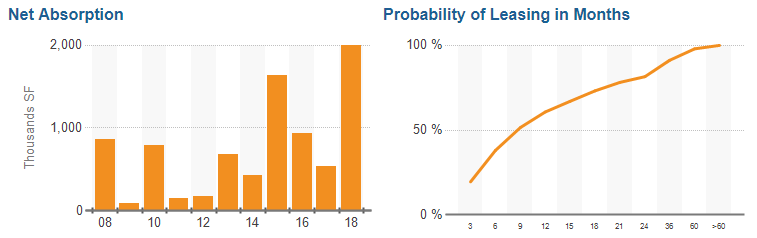 Net Absorption
2,000
1,000
0
Thousands SF
08 10 12 14 16 18
Probability of Leasing in Months
100 %
50 %
0 %
3 6 9 12 15 18 21 24 36 60 >60